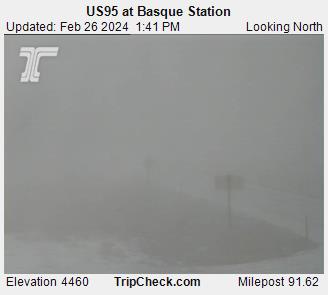 US95 at Basque Station
Updated: Feb 26 2024 1:41 PM Looking North
Elevation 4460 TripCheck.com Milepost 91.62